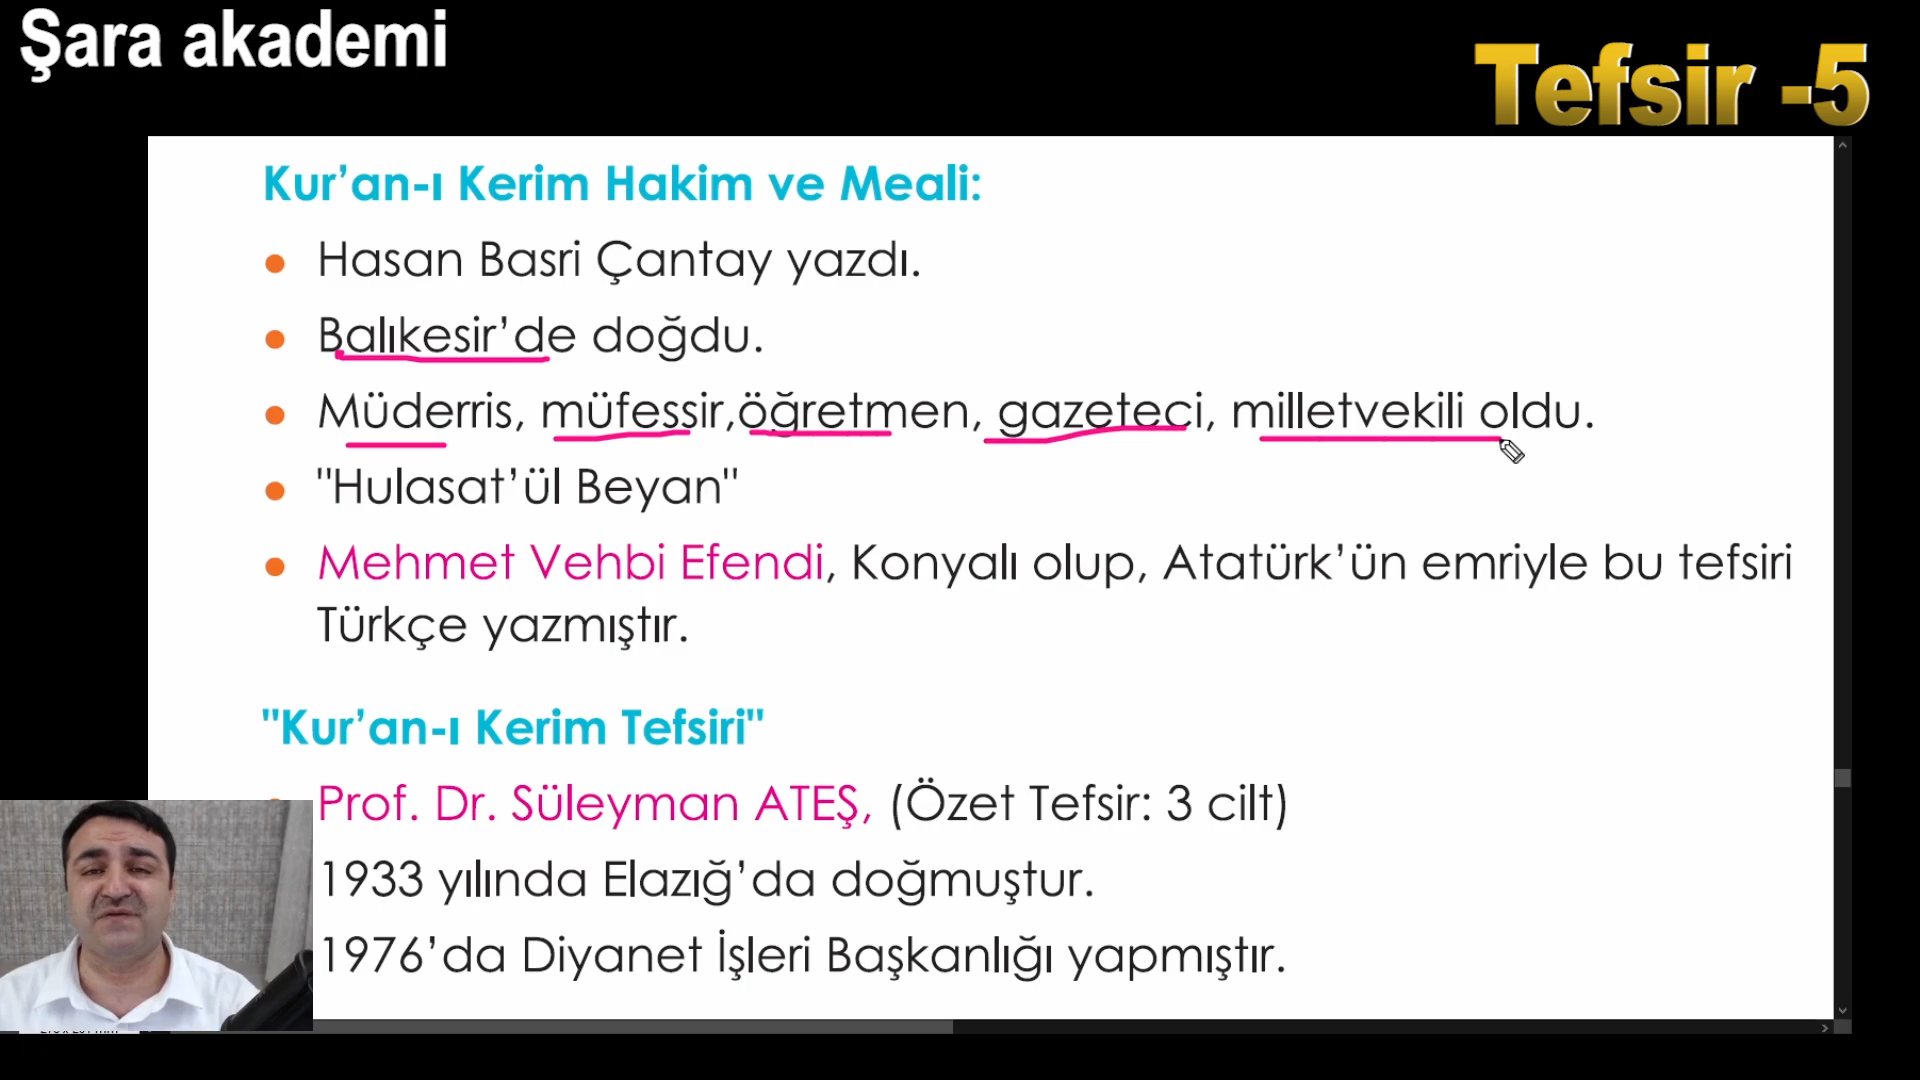 Şara akademi
Tefsir -5
Kur’an-ı Kerim Hakim ve Meali:
Hasan Basri Çantay yazdı.
Balıkesir’de doğdu.
Müderris, müfessir,öğretmen, gazeteci, milletvekili oldu.
"Hulasat’ül Beyan"
Mehmet Vehbi Efendi, Konyalı olup, Atatürk’ün emriyle bu tefsiri
Türkçe yazmıştır.
"Kur’an-ı Kerim Tefsiri"
Prof. Dr. Süleyman ATEŞ, (Özet Tefsir: 3 cilt)
1933 yılında Elazığ’da doğmuştur.
1976’da Diyanet İşleri Başkanlığı yapmıştır.